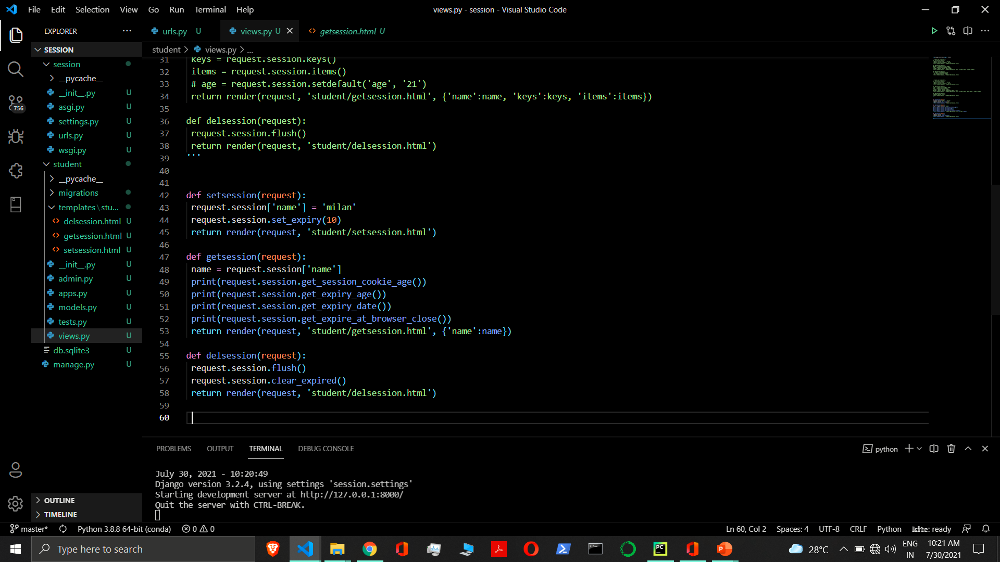 File Edit Selection View Go Run Terminal Help
views.py - session - Visual Studio Code
EXPLORER ···
urls.py U
views.py U
getsession.html U
SESSION
student > views.py > ...
session
__pycache__
__init__.py U
asgi.py U
settings.py U
urls.py U
wsgi.py U
student
__pycache__
migrations
templates\stu...
delsession.html U
getsession.html U
setsession.html U
__init__.py U
admin.py U
apps.py U
models.py U
tests.py U
views.py U
db.sqlite3 U
manage.py U
756
31 keys = request.session.keys()
32 items = request.session.items()
33 # age = request.session.setdefault('age', '21')
34 return render(request, 'student/getsession.html', {'name':name, 'keys':keys, 'items':items})
35
36 def delsession(request):
37 request.session.flush()
38 return render(request, 'student/delsession.html')
39 '''
40
41
42 def setsession(request):
43 request.session['name'] = 'milan'
44 request.session.set_expiry(10)
45 return render(request, 'student/setsession.html')
46
47 def getsession(request):
48 name = request.session['name']
49 print(request.session.get_session_cookie_age())
50 print(request.session.get_expiry_age())
51 print(request.session.get_expiry_date())
52 print(request.session.get_expire_at_browser_close())
53 return render(request, 'student/getsession.html', {'name':name})
54
55 def delsession(request):
56 request.session.flush()
57 request.session.clear_expired()
58 return render(request, 'student/delsession.html')
59
60
PROBLEMS OUTPUT TERMINAL DEBUG CONSOLE
python
July 30, 2021 - 10:20:49
Django version 3.2.4, using settings 'session.settings'
Starting development server at http://127.0.0.1:8000/
Quit the server with CTRL-BREAK.
OUTLINE
TIMELINE
master* Python 3.8.8 64-bit (conda) 0 0
Ln 60, Col 2 Spaces: 4 UTF-8 CRLF Python kite: ready
Type here to search
PC
P
28°C
ENG
IN
10:21 AM
7/30/2021